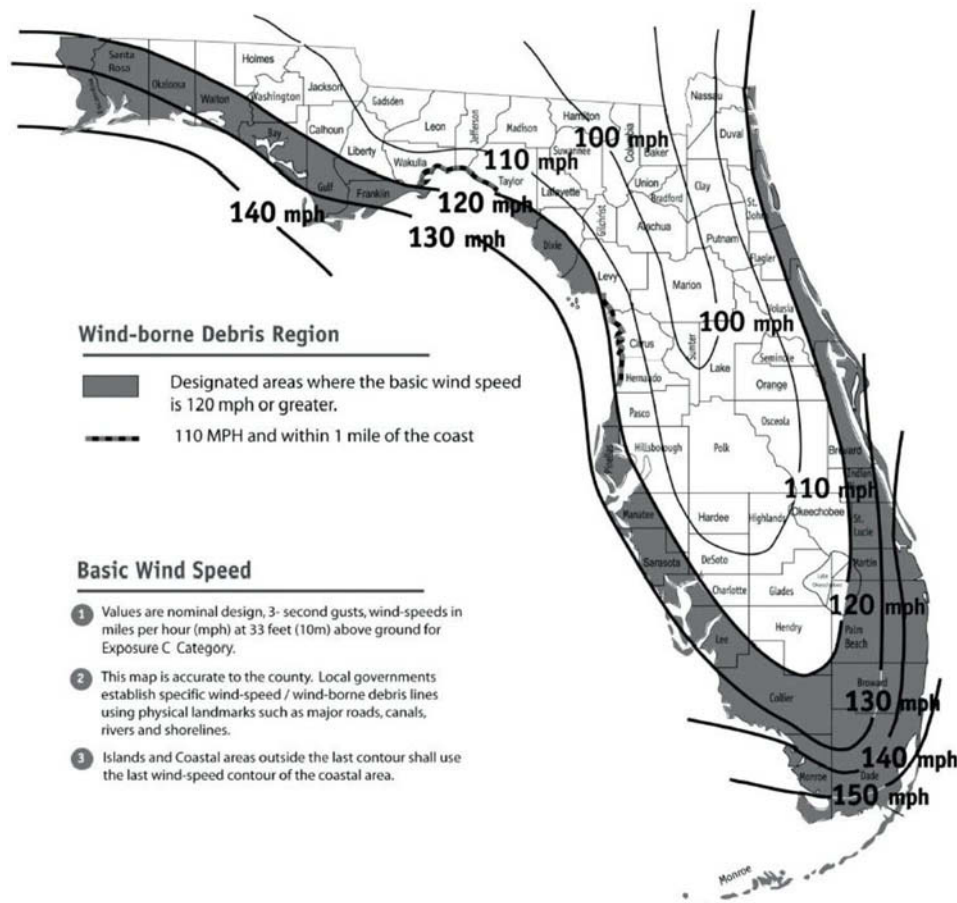 Santa
Rosa
Okaloosa
Walton
Holmes
Washington
Jackson
Bay
Calhoun
Gulf
Liberty
Franklin
Gadsden
Leon
Wakulla
Jefferson
Madison
Taylor
Hamilton
Suwannee
Lafayette
Dixie
Columbia
Baker
Union
Bradford
Gilchrist
Alachua
Nassau
Duval
Clay
St.
John
Putnam
Flagler
Levy
Marion
Volusia
Citrus
Sumter
Lake
Seminole
Hernando
Orange
Pasco
Osceola
Hillsborough
Polk
Pinellas
Brevard
Indian
Manatee
Hardee
Highlands
Okeechobee
St.
Lucie
Sarasota
DeSoto
Martin
Charlotte
Glades
Lee
Hendry
Palm
Beach
Collier
Broward
Monroe
Dade
Monroe
100 mph
110 mph
120 mph
130 mph
140 mph
100 mph
110 mph
120 mph
130 mph
140 mph
150 mph
Wind-borne Debris Region
Designated areas where the basic wind speed
is 120 mph or greater.
110 MPH and within 1 mile of the coast
Basic Wind Speed
1 Values are nominal design, 3- second gusts, wind-speeds in
miles per hour (mph) at 33 feet (10m) above ground for
Exposure C Category.
2 This map is accurate to the county. Local governments
establish specific wind-speed / wind-borne debris lines
using physical landmarks such as major roads, canals,
rivers and shorelines.
3 Islands and Coastal areas outside the last contour shall use
the last wind-speed contour of the coastal area.